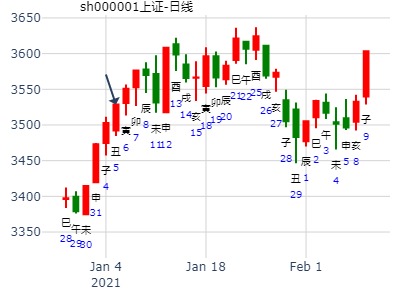 sh000001上证-日线
3650
3600
3550
3500
3450
3400
3350
巳 午 未 申 子 丑 寅 卯 辰 未 申 酉 戌 亥 寅 卯 辰 巳 午 酉 戌 亥 子 丑 辰 巳 午 未 申 亥 子
28 29 30 31 4 5 6 7 8 11 12 13 14 15 18 19 20 21 22 25 26 27 28 29 1 2 3 4 5 8 9
Jan 4 Jan 18 Feb 1
2021